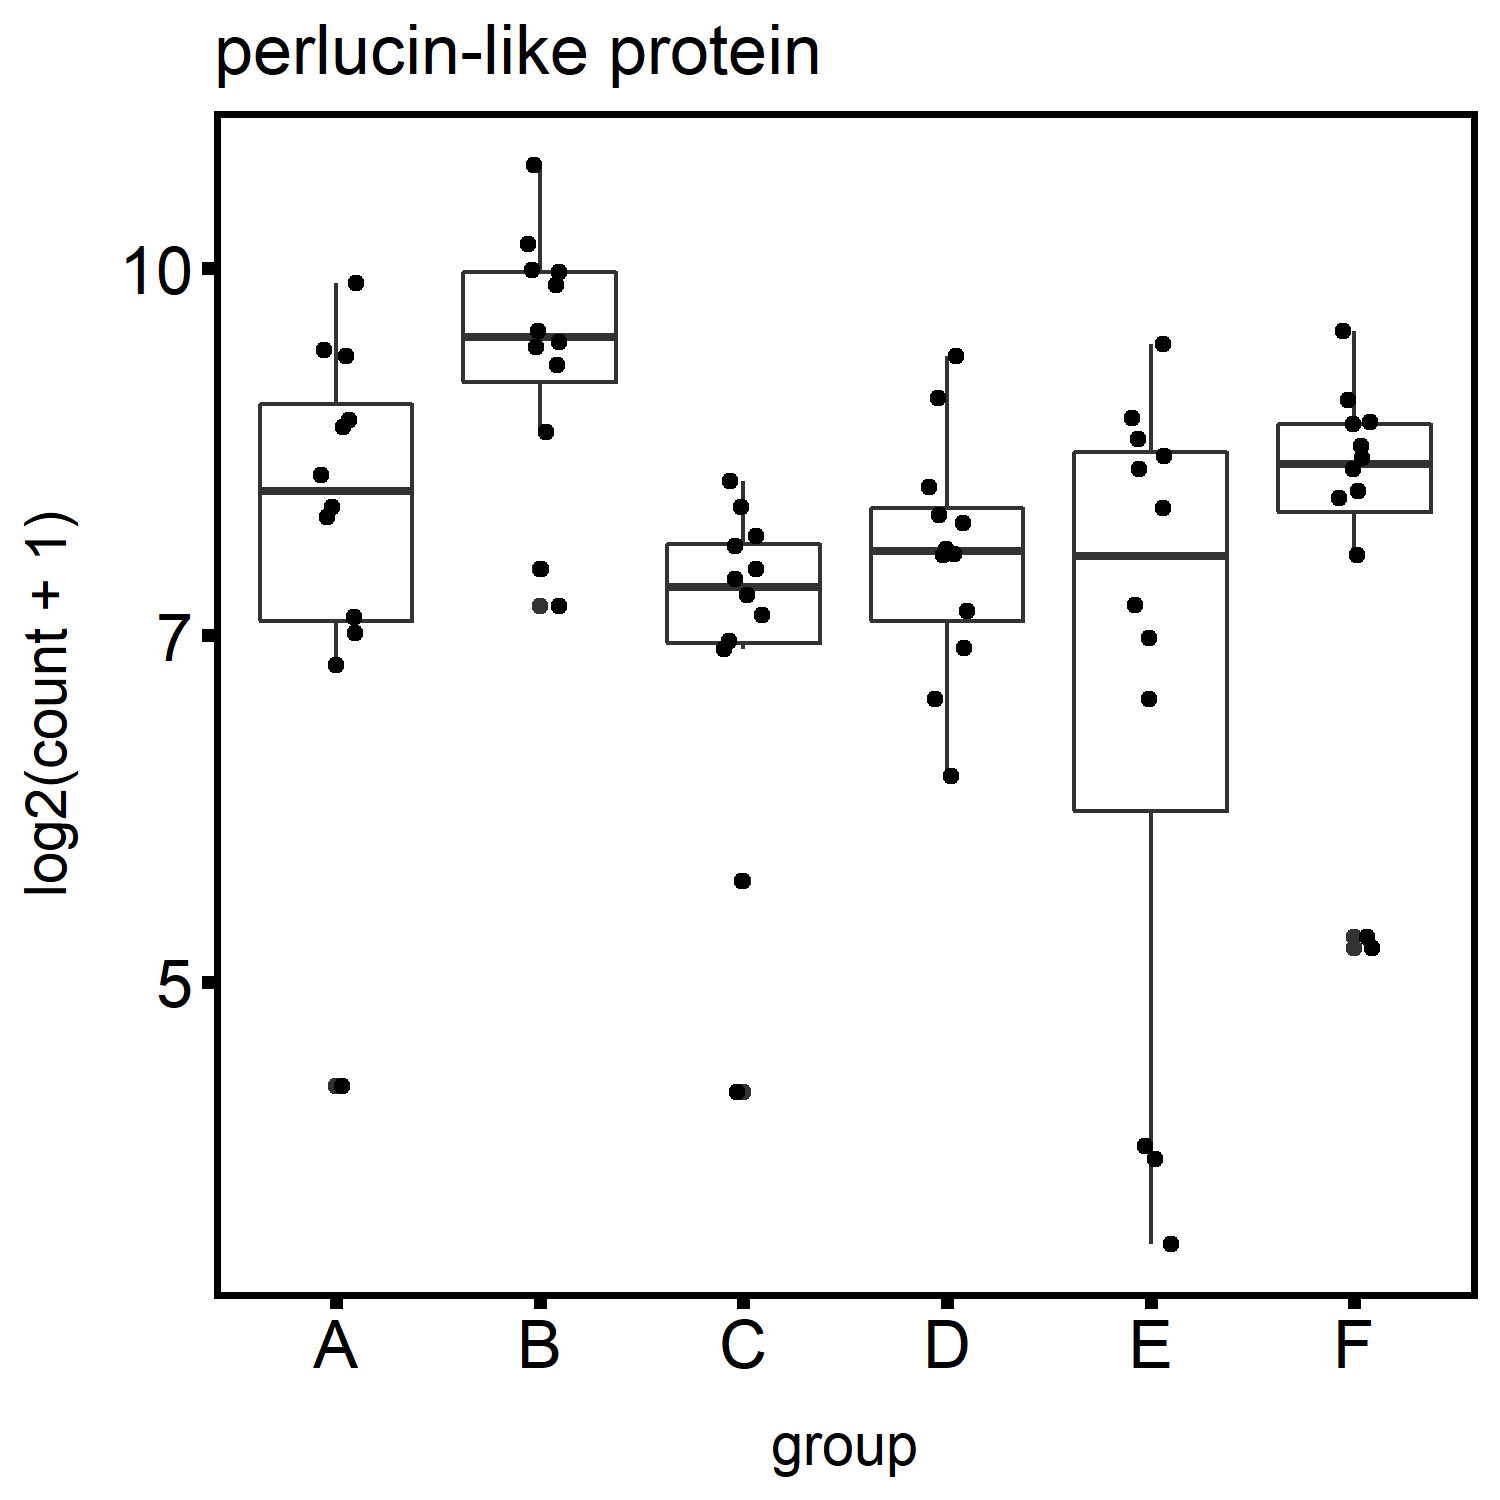 perlucin-like protein
log2(count + 1)
10
7
5
A B C D E F
group